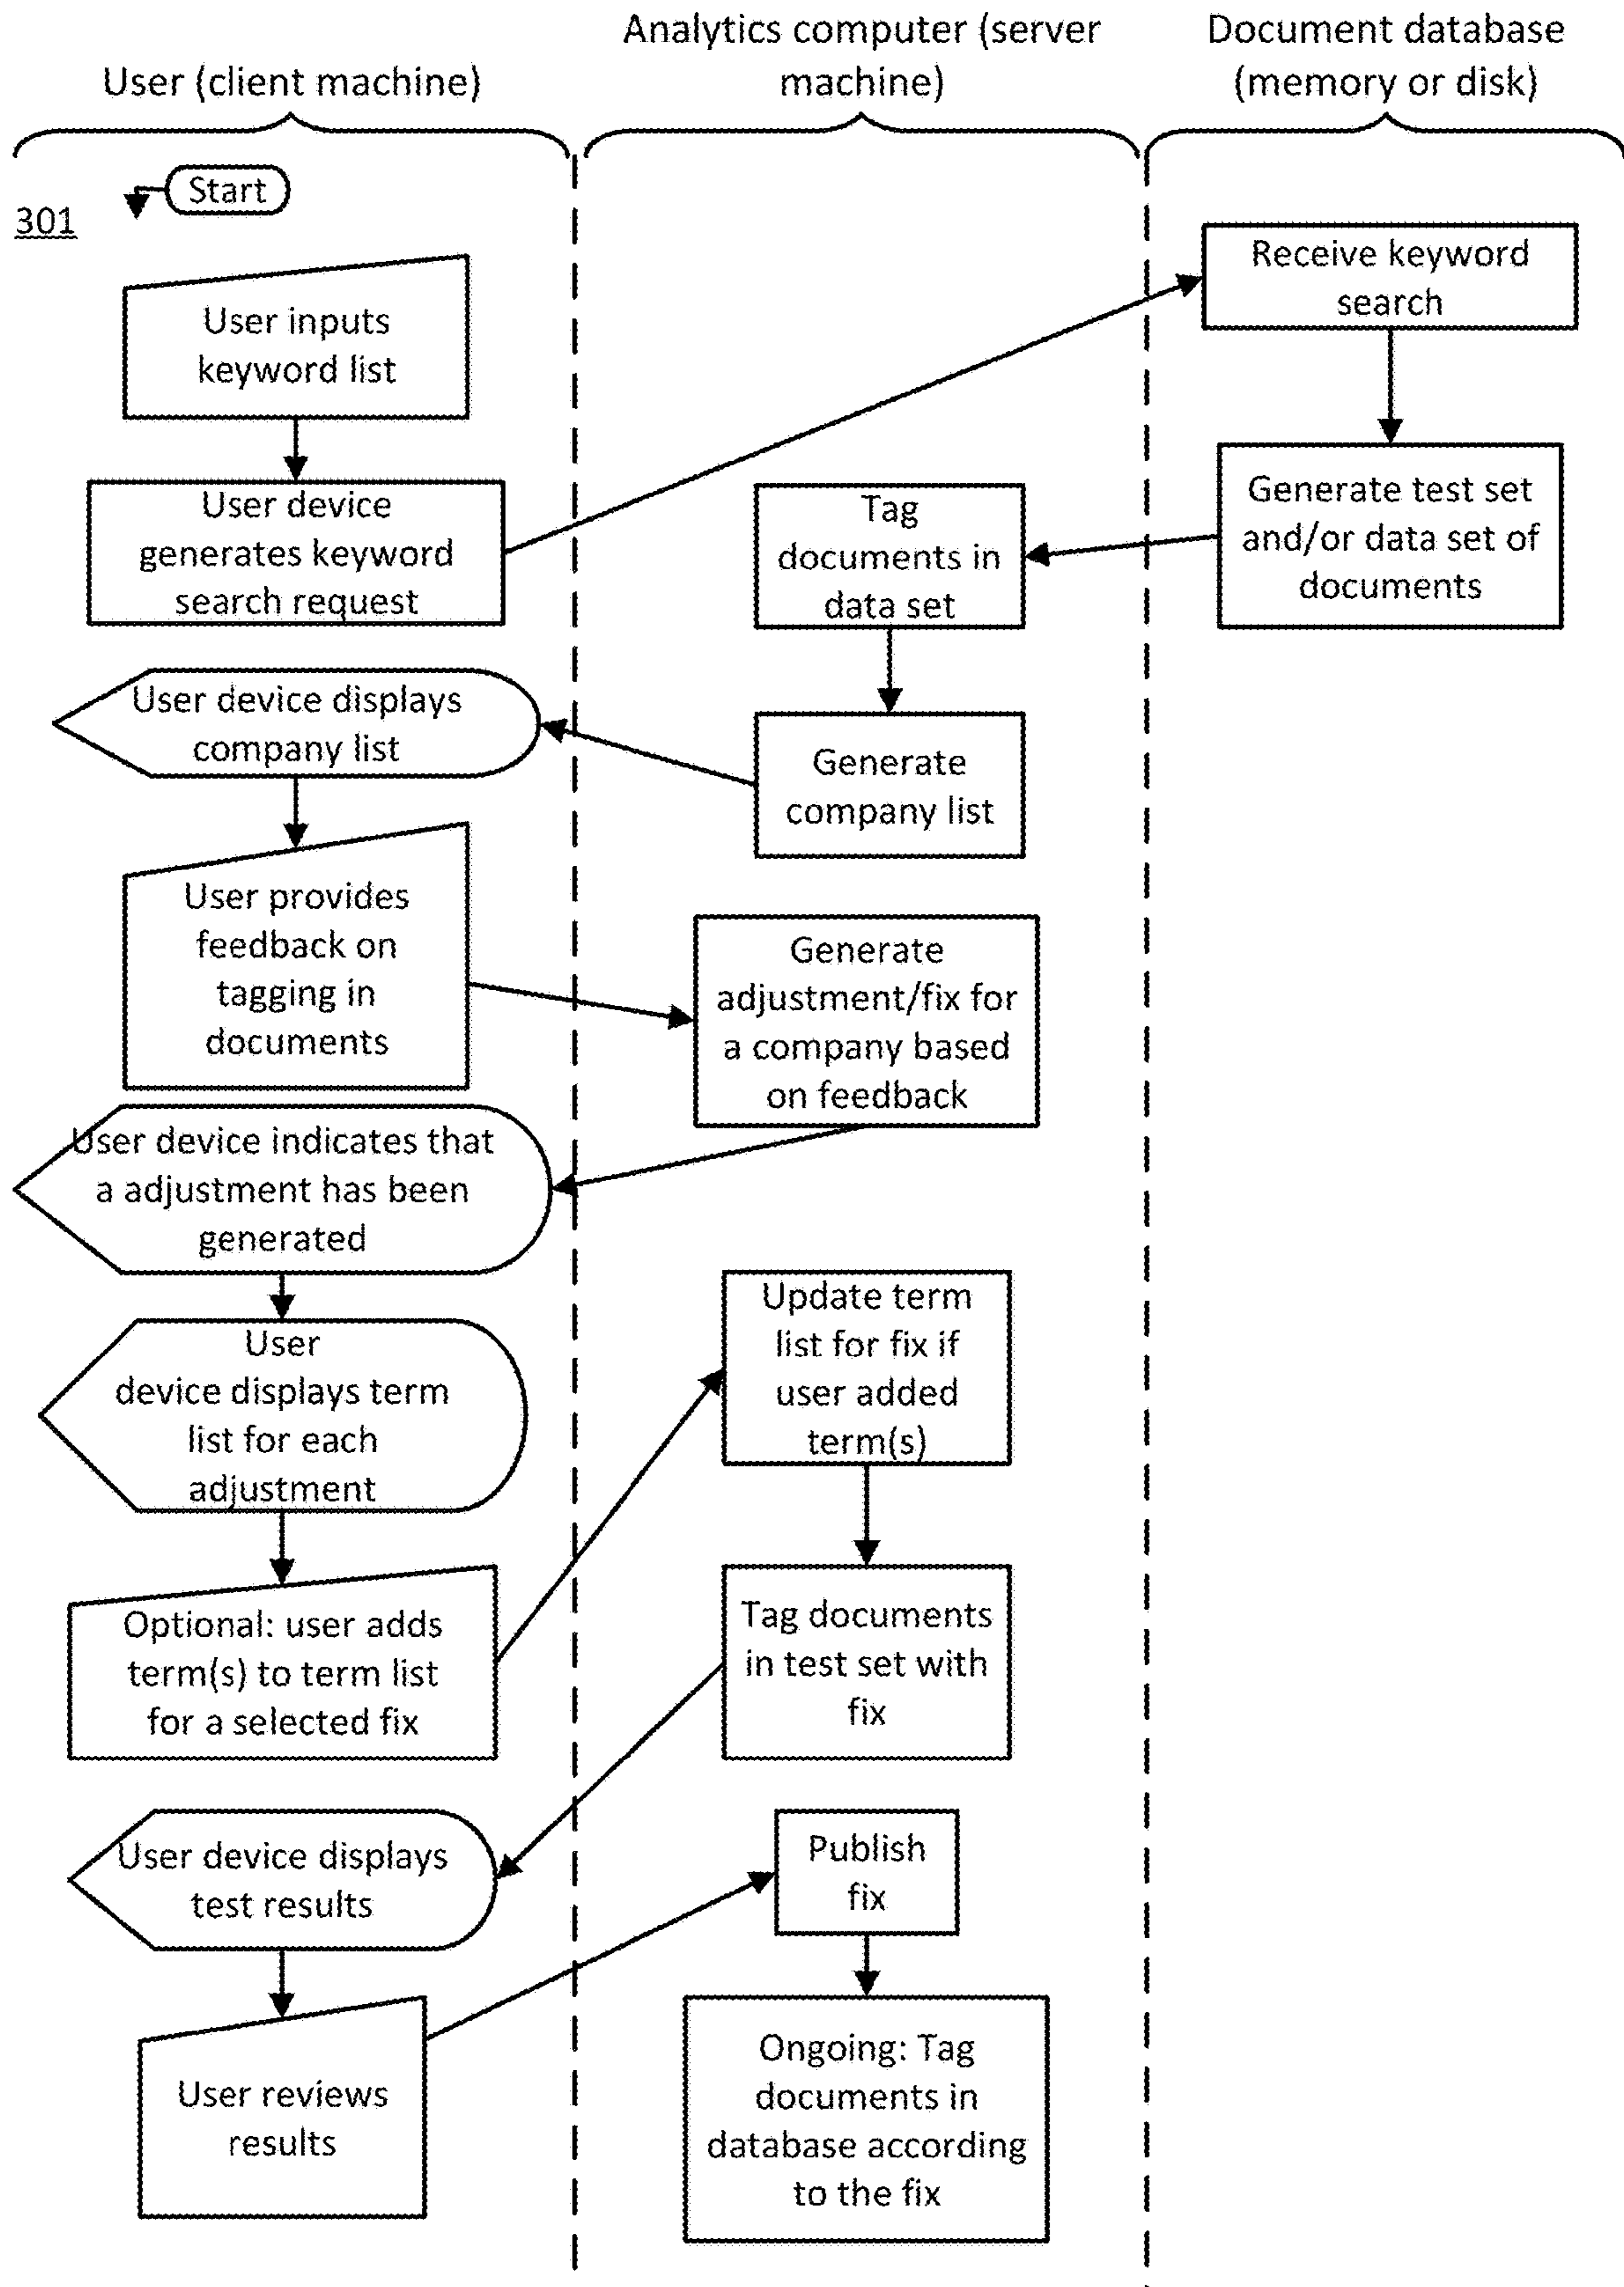 User (client machine)
Analytics computer (server
machine)
Document database
(memory or disk)
Start
301
User inputs
keyword list
User device
generates keyword
search request
Receive keyword
search
Generate test set
and/or data set of
documents
Tag
documents in
data set
Generate
company list
User device displays
company list
User provides
feedback on
tagging in
documents
Generate
adjustment/fix for
a company based
on feedback
User device indicates that
a adjustment has been
generated
User
device displays term
list for each
adjustment
Optional: user adds
term(s) to term list
for a selected fix
Update term
list for fix if
user added
term(s)
Tag documents
in test set with
fix
User device displays
test results
User reviews
results
Publish
fix
Ongoing: Tag
documents in
database according
to the fix